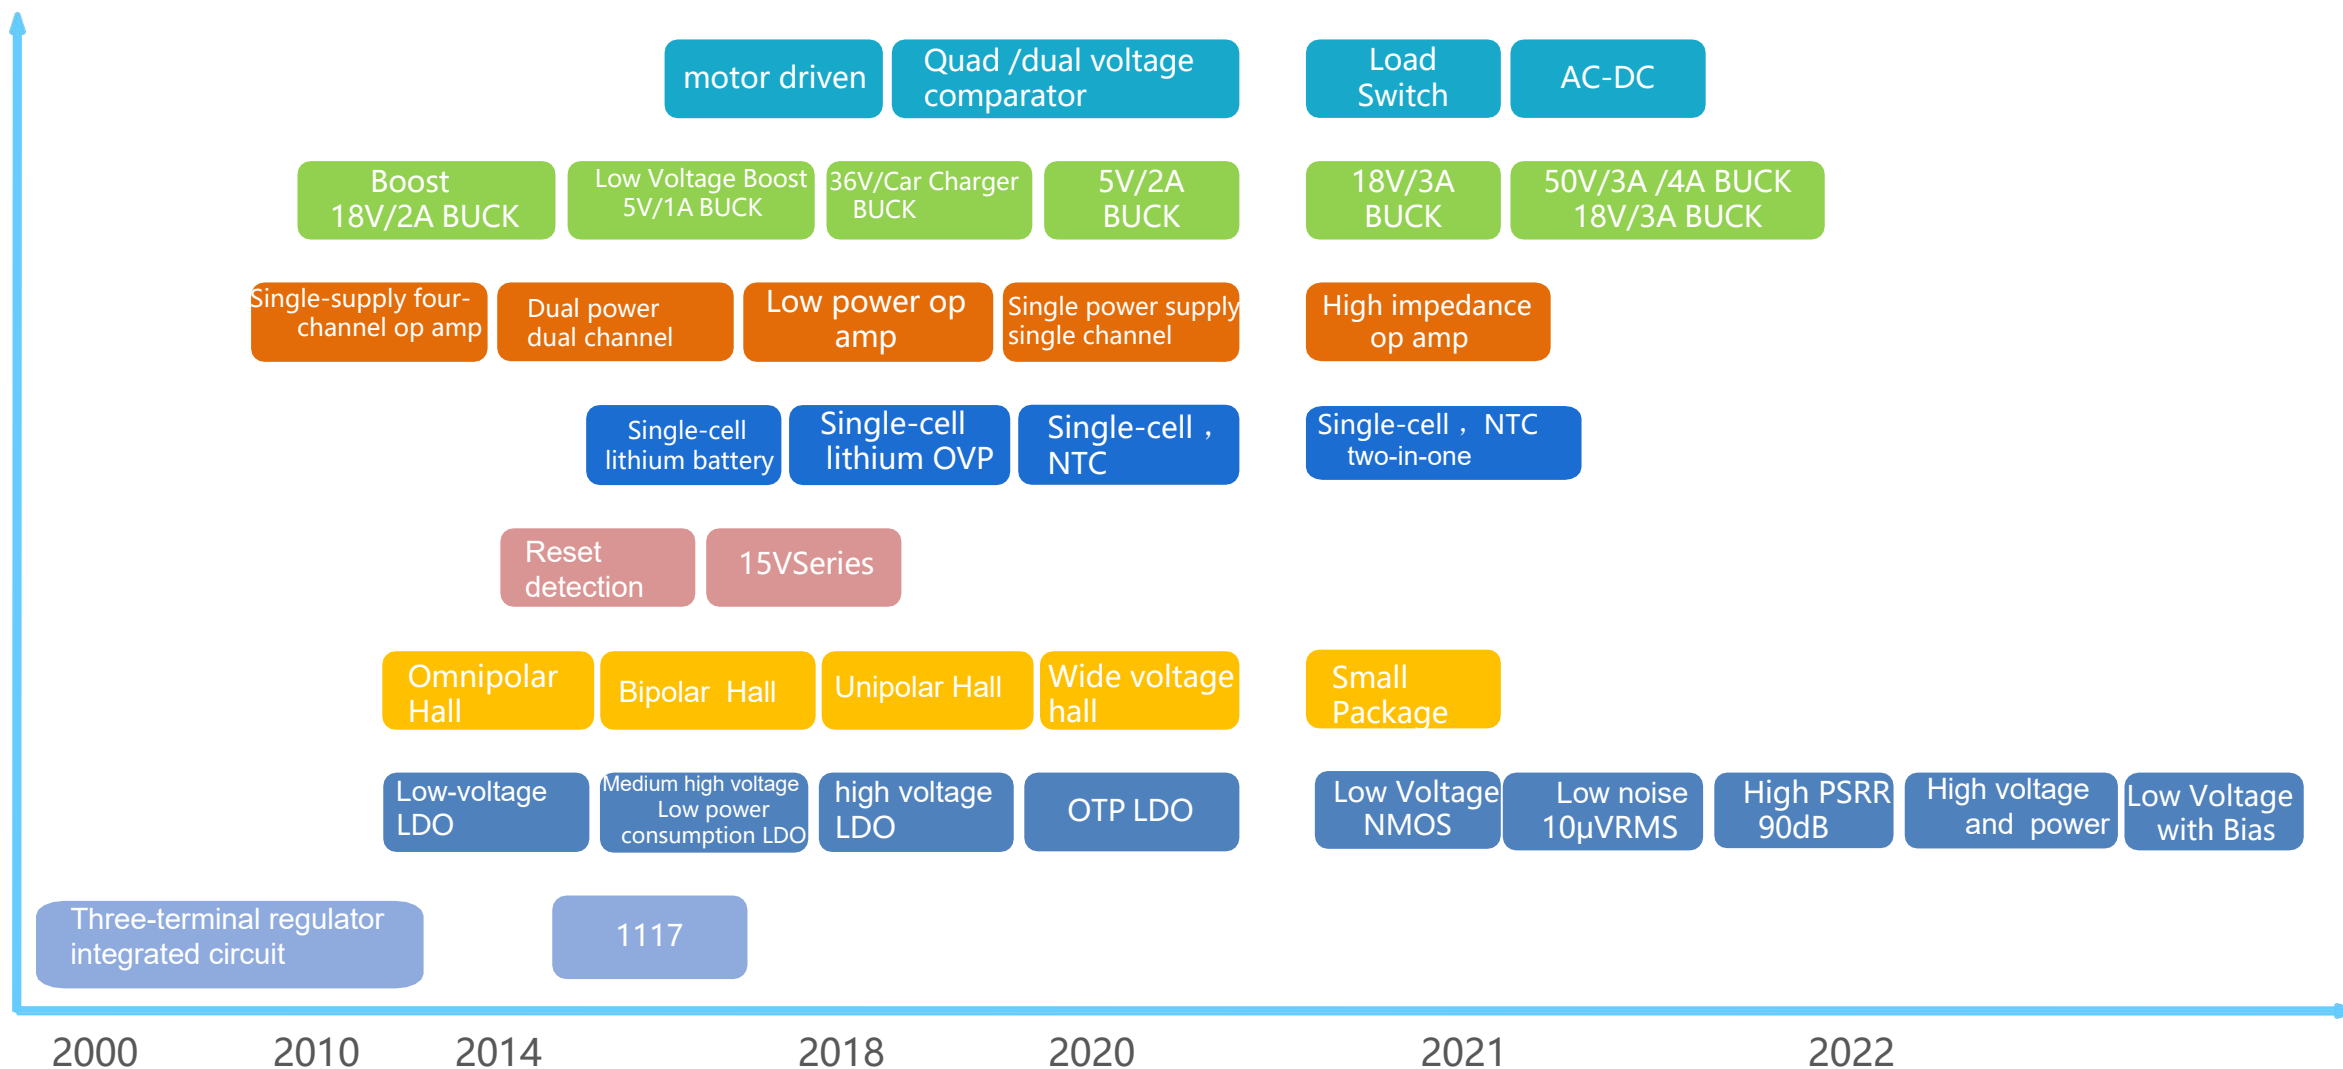 motor driven
Quad /dual voltage
comparator
Load
Switch
AC-DC
Boost
18V/2A BUCK
Low Voltage Boost
5V/1A BUCK
36V/Car Charger
BUCK
5V/2A
BUCK
18V/3A
BUCK
50V/3A /4A BUCK
18V/3A BUCK
Single-supply four-
channel op amp
Dual power
dual channel
Low power op
amp
Single power supply
single channel
High impedance
op amp
Single-cell
lithium battery
Single-cell
lithium OVP
Single-cell，
NTC
Single-cell，NTC
two-in-one
Reset
detection
15VSeries
Omnipolar
Hall
Bipolar  Hall
Unipolar Hall
Wide voltage
hall
Small
Package
Low-voltage
LDO
Medium high voltage
Low power
consumption LDO
high voltage
LDO
OTP LDO
Low Voltage
NMOS
Low noise
10μVRMS
High PSRR
90dB
High voltage
and  power
Low Voltage
with Bias
Three-terminal regulator
integrated circuit
1117
2000
2010
2014
2018
2020
2021
2022